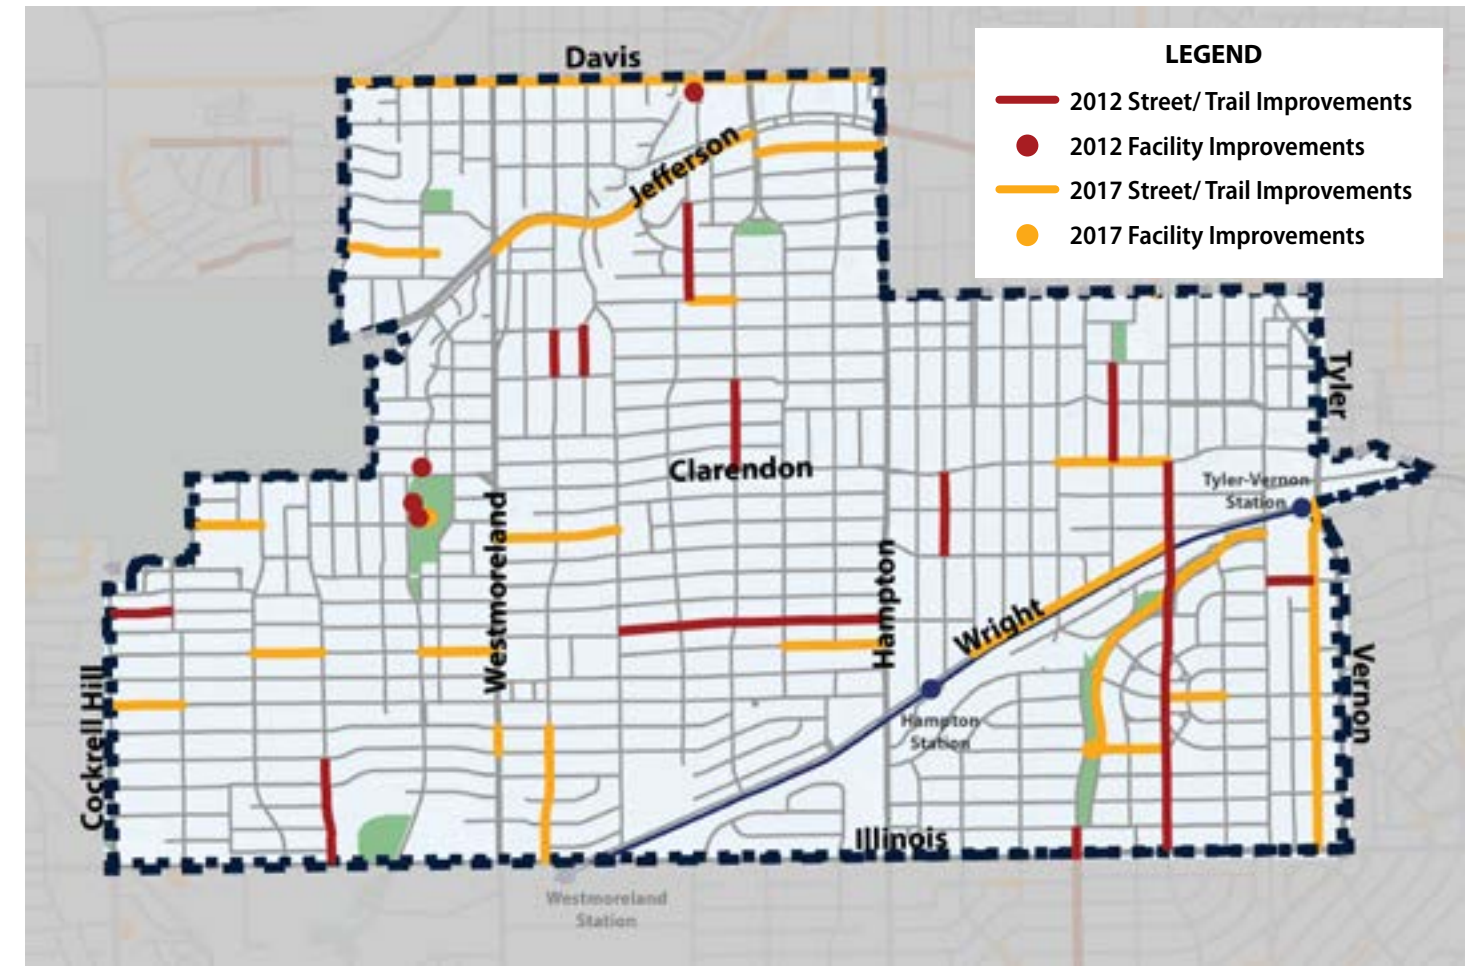 Davis
LEGEND
2012 Street/ Trail Improvements
2012 Facility Improvements
2017 Street/ Trail Improvements
2017 Facility Improvements
Jefferson
Tyler
Clarendon
Tyler-Vernon
Station
Westmoreland
Hampton
Wright
Cockrell Hill
Vernon
Hampton
Station
Illinois
Westmoreland
Station